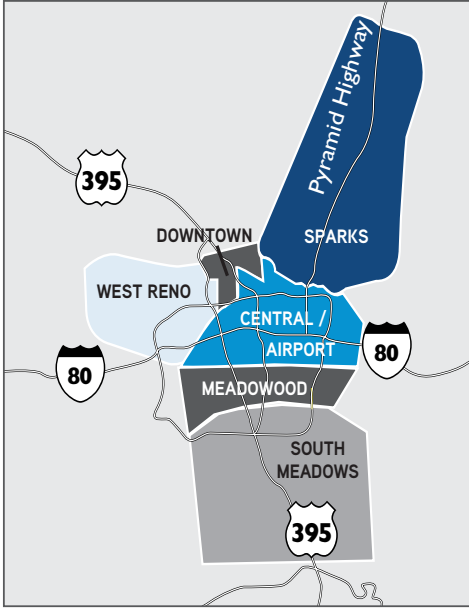 Pyramid Highway
395
DOWNTOWN
SPARKS
WEST RENO
CENTRAL /
AIRPORT
80
80
MEADOWOOD
SOUTH
MEADOWS
395